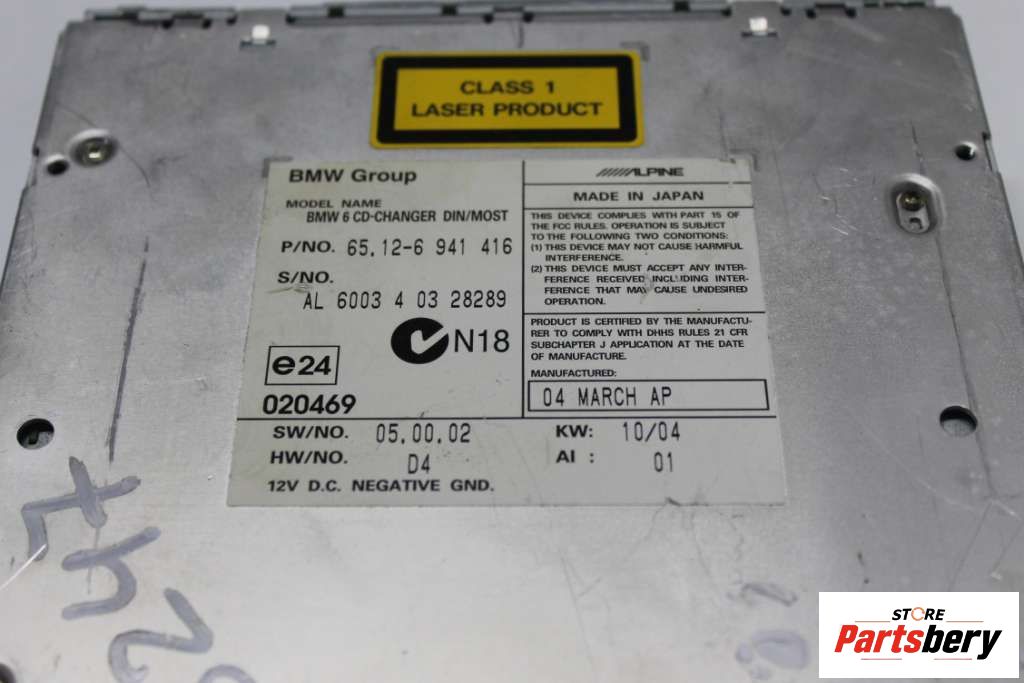 CLASS 1
LASER PRODUCT
BMW Group
MODEL NAME
BMW 6 CD-CHANGER DIN/MOST
P/NO. 65.12-6 941 416
S/NO.
AL 6003 4 03 28289
N18
e24
020469
ALPINE
MADE IN JAPAN
THIS DEVICE COMPLIES WITH PART 15 OF
THE FCC RULES. OPERATION IS SUBJECT
TO THE FOLLOWING TWO CONDITIONS:
(1) THIS DEVICE MAY NOT CAUSE HARMFUL
INTERFERENCE.
(2) THIS DEVICE MUST ACCEPT ANY INTER-
FERENCE RECEIVED INCLUDING INTER-
FERENCE THAT MAY CAUSE UNDESIRED
OPERATION.
PRODUCT IS CERTIFIED BY THE MANUFACTU-
RER TO COMPLY WITH DHHS RULES 21 CFR
SUBCHAPTER J APPLICATION AT THE DATE
OF MANUFACTURE.
MANUFACTURED:
04 MARCH AP
SW/NO. 05.00.02 KW: 10/04
HW/NO. D4 AI : 01
12V D.C. NEGATIVE GND.
STORE
Partsbery